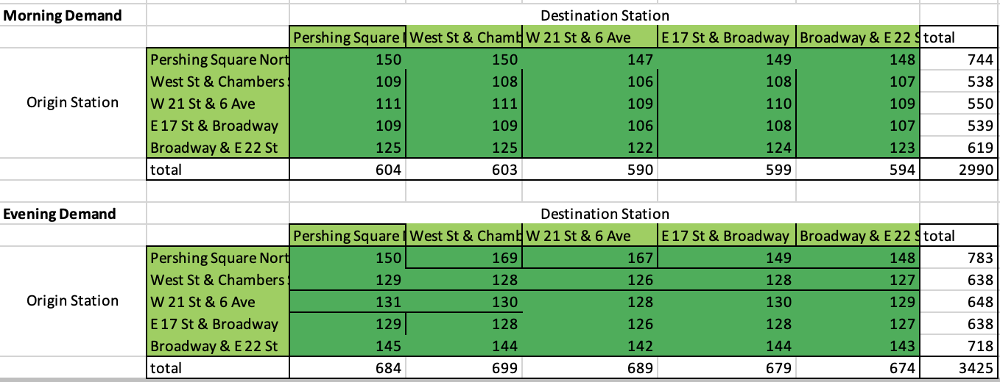 Morning Demand Destination Station
Pershing Square West St & Chamb W 21 St & 6 Ave E 17 St & Broadway Broadway & E 22 S total
Pershing Square Nort 150 150 147 149 148 744
West St & Chambers 109 108 106 108 107 538
Origin Station W 21 St & 6 Ave 111 111 109 110 109 550
E 17 St & Broadway 109 109 106 108 107 539
Broadway & E 22 St 125 125 122 124 123 619
total 604 603 590 599 594 2990
Evening Demand Destination Station
Pershing Square West St & Chamb W 21 St & 6 Ave E 17 St & Broadway Broadway & E 22 S total
Pershing Square Nort 150 169 167 149 148 783
West St & Chambers 129 128 126 128 127 638
Origin Station W 21 St & 6 Ave 131 130 128 130 129 648
E 17 St & Broadway 129 128 126 128 127 638
Broadway & E 22 St 145 144 142 144 143 718
total 684 699 689 679 674 3425